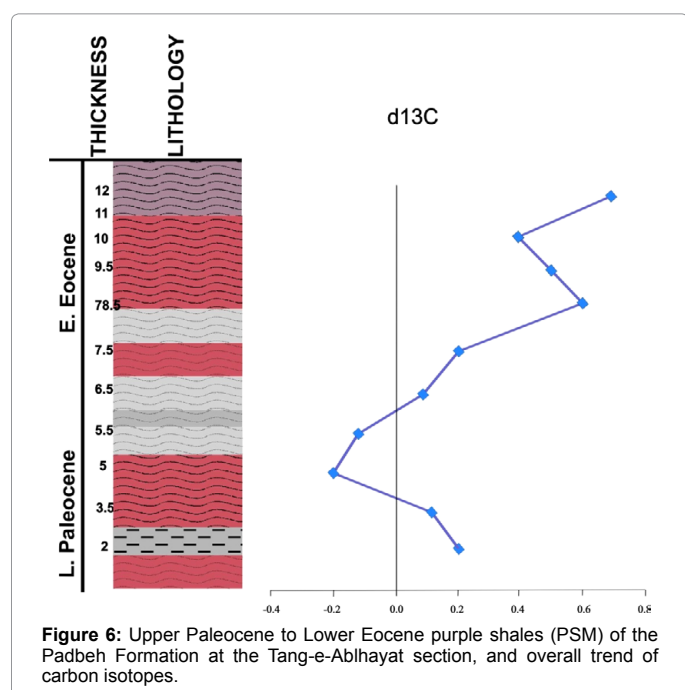 THICKNESS
LITHOLOGY
d13C
E. Eocene
L. Paleocene
12
11
10
9.5
78.5
7.5
6.5
5.5
5
3.5
2
-0.4
-0.2
0.0
0.2
0.4
0.6
0.8
Figure 6: Upper Paleocene to Lower Eocene purple shales (PSM) of the
Padbeh Formation at the Tang-e-Ablhayat section, and overall trend of
carbon isotopes.